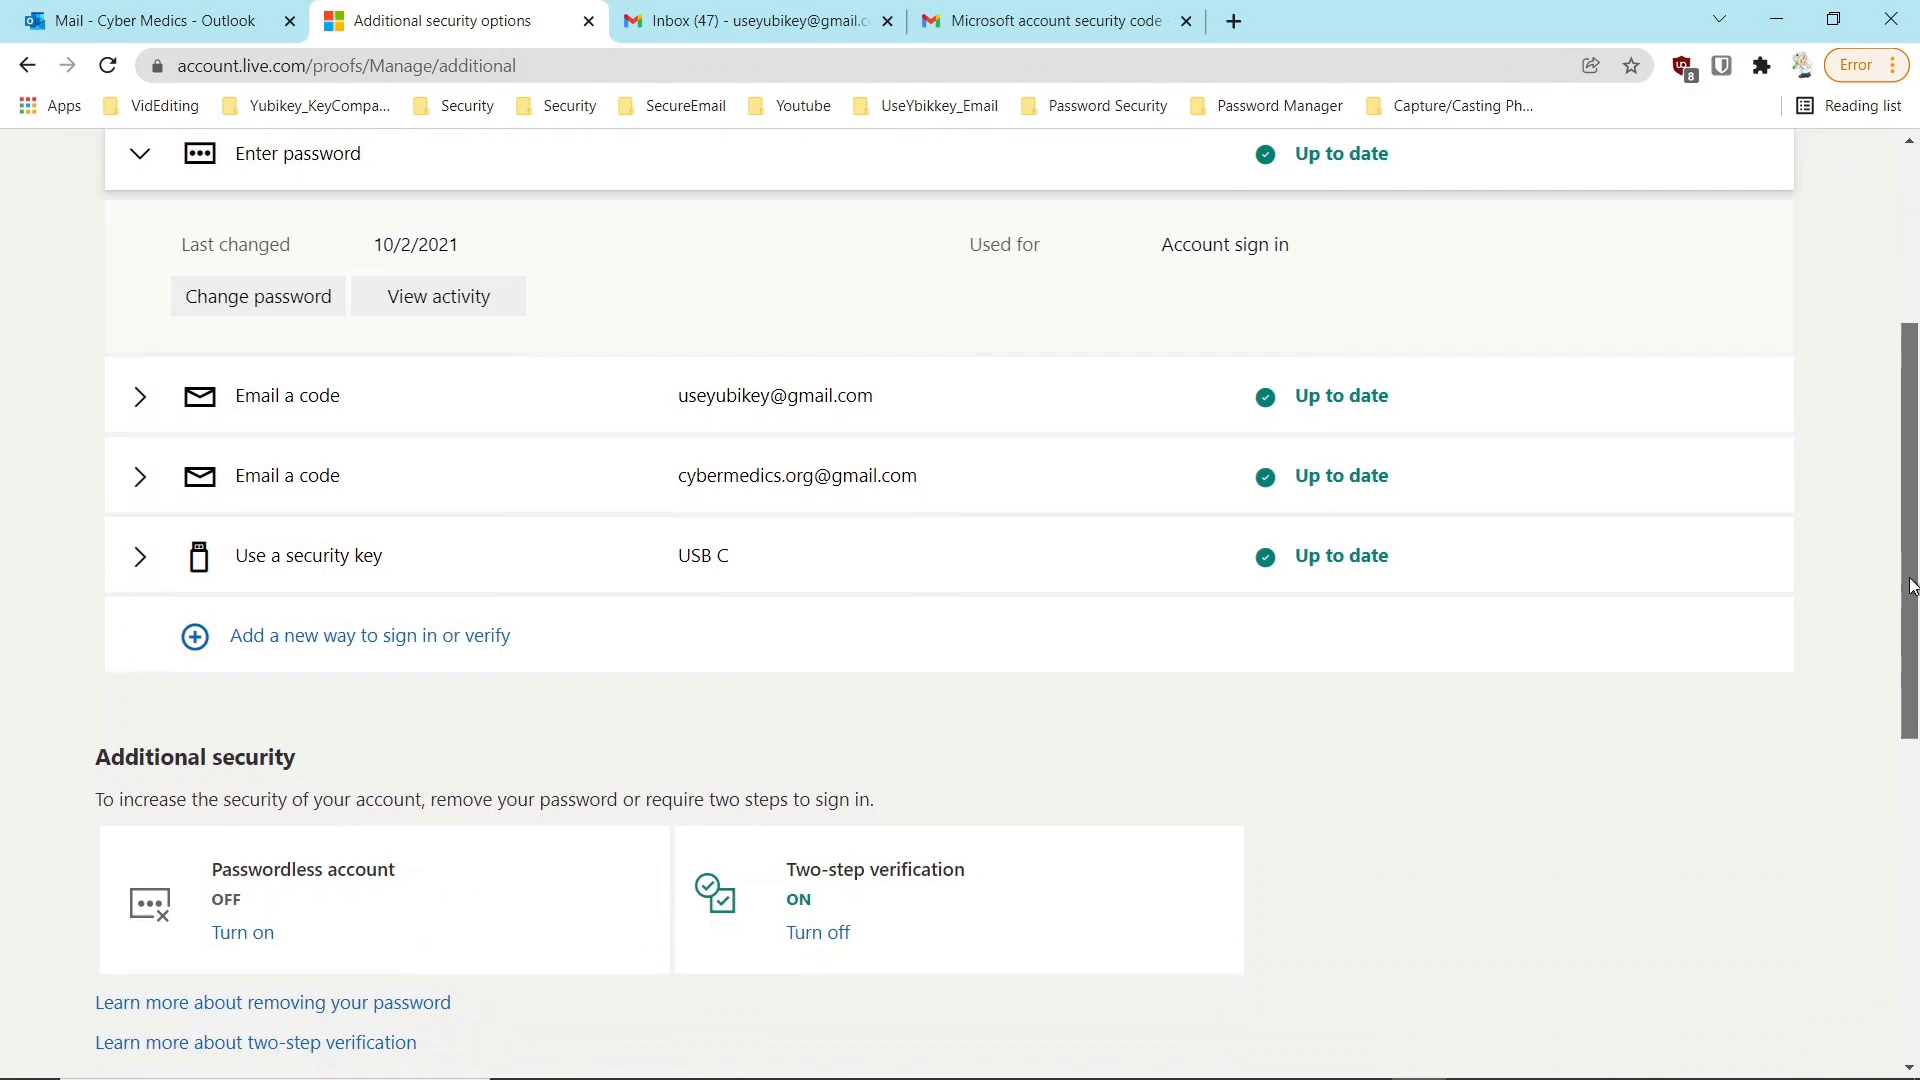 Mail - Cyber Medics - Outlook
Additional security options
Inbox (47) - useyubikey@gmail.c
Microsoft account security code
account.live.com/proofs/Manage/additional
8
Error
Apps
VidEditing
Yubikey_KeyCompa...
Security
Security
SecureEmail
Youtube
UseYbikkey_Email
Password Security
Password Manager
Capture/Casting Ph...
Reading list
Enter password
Up to date
Last changed
10/2/2021
Used for
Account sign in
Change password
View activity
Email a code
useyubikey@gmail.com
Up to date
Email a code
cybermedics.org@gmail.com
Up to date
Use a security key
USB C
Up to date
Add a new way to sign in or verify
Additional security
To increase the security of your account, remove your password or require two steps to sign in.
Passwordless account
OFF
Turn on
Two-step verification
ON
Turn off
Learn more about removing your password
Learn more about two-step verification